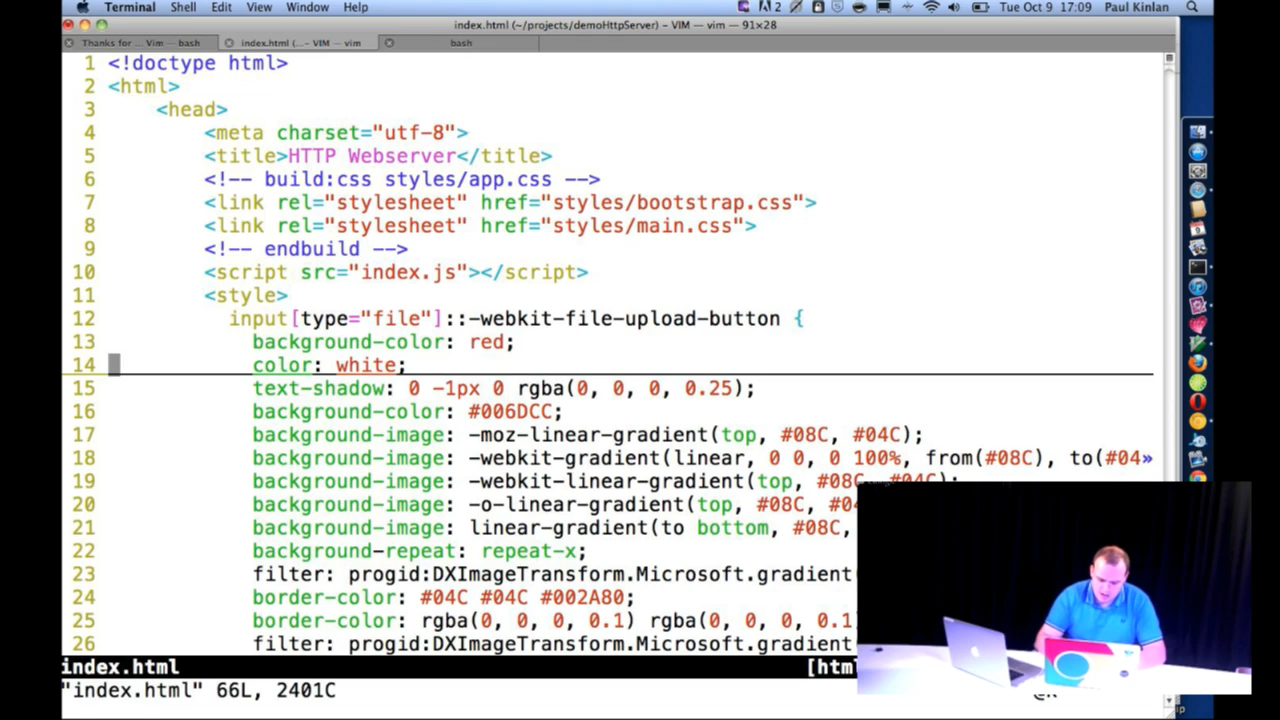 Terminal Shell Edit View Window Help 2 Tue Oct 9 17:09 Paul Kinlan
index.html (~/projects/demoHttpServer) – VIM — vim — 91×28
Thanks for ... Vim — bash index.html (...– VIM — vim bash
1 <!doctype html>
2 <html>
3 <head>
4 <meta charset="utf-8">
5 <title>HTTP Webserver</title>
6 <!-- build:css styles/app.css -->
7 <link rel="stylesheet" href="styles/bootstrap.css">
8 <link rel="stylesheet" href="styles/main.css">
9 <!-- endbuild -->
10 <script src="index.js"></script>
11 <style>
12 input[type="file"]::-webkit-file-upload-button {
13 background-color: red;
14 color: white;
15 text-shadow: 0 -1px 0 rgba(0, 0, 0, 0.25);
16 background-color: #006DCC;
17 background-image: -moz-linear-gradient(top, #08C, #04C);
18 background-image: -webkit-gradient(linear, 0 0, 0 100%, from(#08C), to(#04»
19 background-image: -webkit-linear-gradient(top, #08C, #04C);
20 background-image: -o-linear-gradient(top, #08C, #04
21 background-image: linear-gradient(to bottom, #08C,
22 background-repeat: repeat-x;
23 filter: progid:DXImageTransform.Microsoft.gradient(
24 border-color: #04C #04C #002A80;
25 border-color: rgba(0, 0, 0, 0.1) rgba(0, 0, 0, 0.1
26 filter: progid:DXImageTransform.Microsoft.gradient
index.html [html
"index.html" 66L, 2401C